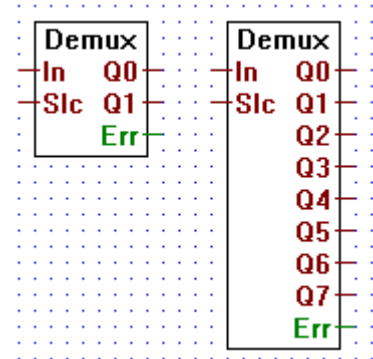 Demux
In Q0
Slc Q1
Err
Demux
In Q0
Slc Q1
Q2
Q3
Q4
Q5
Q6
Q7
Err